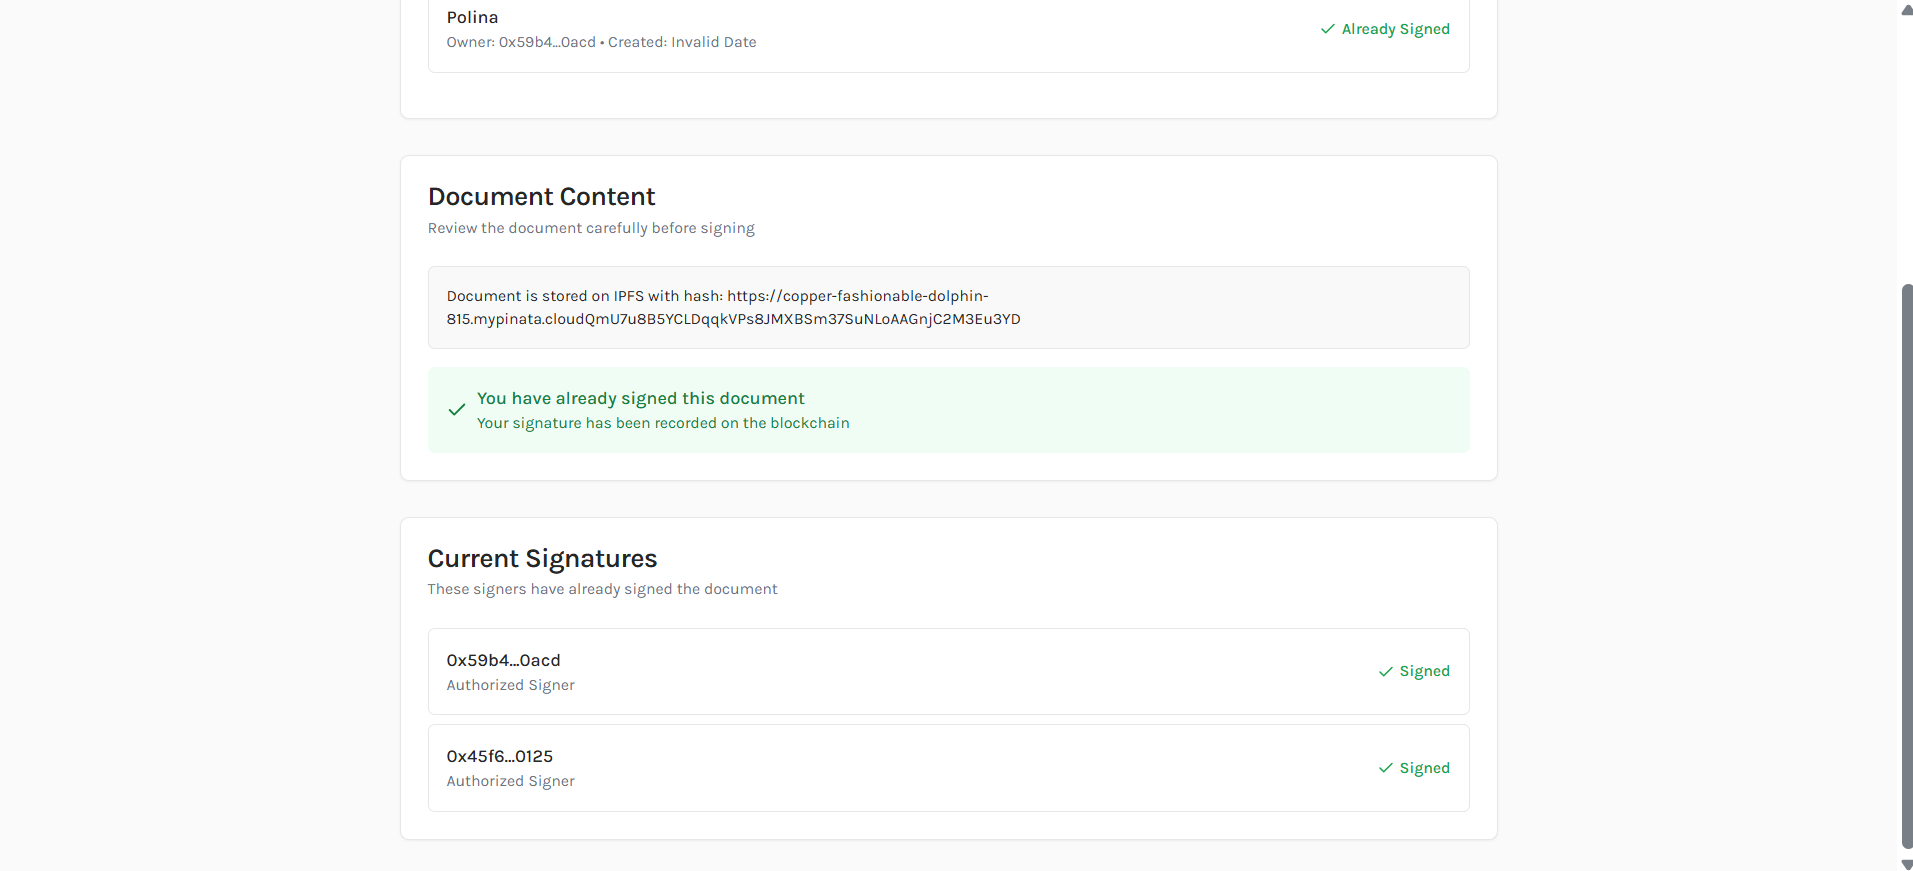 Polina
Owner: 0x59b4...0acd • Created: Invalid Date
Already Signed
Document Content
Review the document carefully before signing
Document is stored on IPFS with hash: https://copper-fashionable-dolphin-
815.mypinata.cloudQmU7u8B5YCLDqqkVPs8JMXBSm37SuNLoAAGnjC2M3Eu3YD
You have already signed this document
Your signature has been recorded on the blockchain
Current Signatures
These signers have already signed the document
0x59b4...0acd
Authorized Signer
Signed
0x45f6...0125
Authorized Signer
Signed